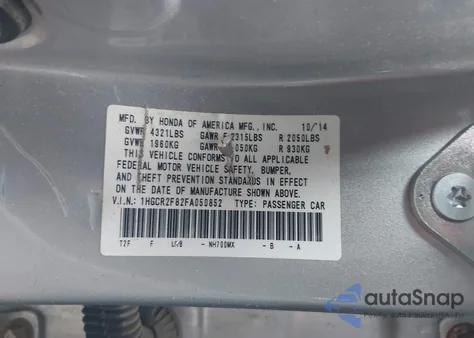 MFD. BY HONDA OF AMERICA MFG., INC. 10/14
GVWR 4321LBS GAWR F 2315LBS R 2050LBS
GVWR 1960KG GAWR 1050KG R 930KG
THIS VEHICLE CONFORMS TO ALL APPLICABLE
FEDERAL MOTOR VEHICLE SAFETY, BUMPER,
AND THEFT PREVENTION STANDARDS IN EFFECT
ON THE DATE OF MANUFACTURE SHOWN ABOVE.
V.I.N.: 1HGCR2F82FA050852 TYPE: PASSENGER CAR
T2F F NH700MX -B -A
autoSnap